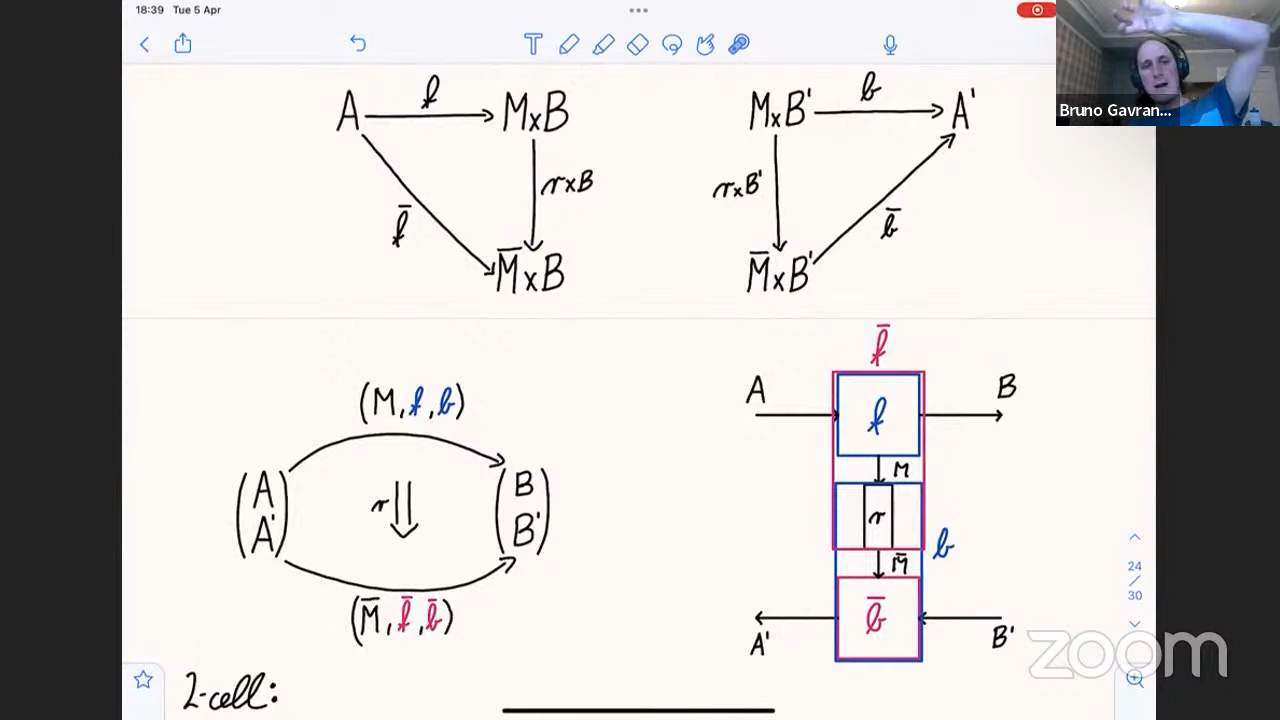 18:39 Tue 5 Apr
Bruno Gavran...
A f M×B
r×B
f̄
M̄×B
M×B' b A'
r×B'
b̄
M̄×B'
(M, f, b)
(A A')
r
(B B')
(M̄, f̄, b̄)
f̄
A f B
M
r
b
M̄
A' b̄ B'
24
/
30
2-cell:
zoom